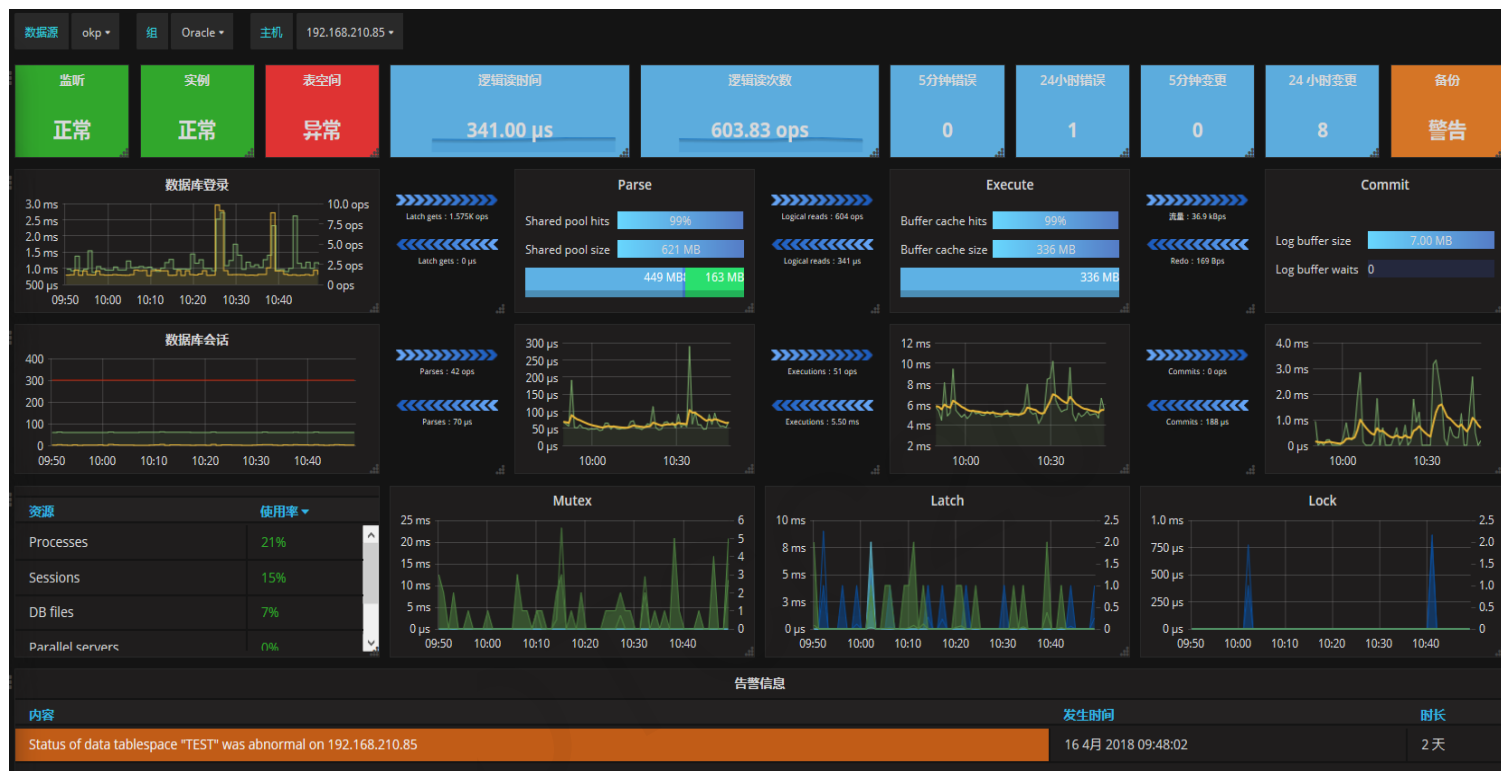 数据源 okp 组 Oracle 主机 192.168.210.85
监听 实例 表空间 逻辑读时间 逻辑读次数 5分钟错误 24小时错误 5分钟变更 24 小时变更 备份
正常 正常 异常 341.00 µs 603.83 ops 0 1 0 8 警告
数据库登录
3.0 ms 10.0 ops
2.5 ms 7.5 ops
2.0 ms 5.0 ops
1.5 ms
1.0 ms 2.5 ops
500 µs 0 ops
09:50 10:00 10:10 10:20 10:30 10:40
Latch gets : 1.575K ops
Latch gets : 0 µs
Parse
Shared pool hits 99%
Shared pool size 621 MB
449 MB 163 MB
Logical reads : 604 ops
Logical reads : 341 µs
Execute
Buffer cache hits 99%
Buffer cache size 336 MB
336 MB
流量 : 36.9 kBps
Redo : 169 Bps
Commit
Log buffer size 7.00 MB
Log buffer waits 0
数据库会话
400
300
200
100
0
09:50 10:00 10:10 10:20 10:30 10:40
Parses : 42 ops
Parses : 70 µs
300 µs
250 µs
200 µs
150 µs
100 µs
50 µs
0 µs
10:00 10:30
Executions : 51 ops
Executions : 5.50 ms
12 ms
10 ms
8 ms
6 ms
4 ms
2 ms
10:00 10:30
Commits : 0 ops
Commits : 188 µs
4.0 ms
3.0 ms
2.0 ms
1.0 ms
0 µs
10:00 10:30
资源 使用率
Processes 21%
Sessions 15%
DB files 7%
Parallel servers 0%
Mutex
25 ms 6
20 ms 5
15 ms 4
10 ms 3
5 ms 2
0 µs 1
0
09:50 10:00 10:10 10:20 10:30 10:40
Latch
10 ms 2.5
8 ms 2.0
5 ms 1.5
3 ms 1.0
0 µs 0.5
0
09:50 10:00 10:10 10:20 10:30 10:40
Lock
1.0 ms 2.5
750 µs 2.0
500 µs 1.5
250 µs 1.0
0 µs 0.5
0
09:50 10:00 10:10 10:20 10:30 10:40
告警信息
内容 发生时间 时长
Status of data tablespace "TEST" was abnormal on 192.168.210.85 16 4月 2018 09:48:02 2 天